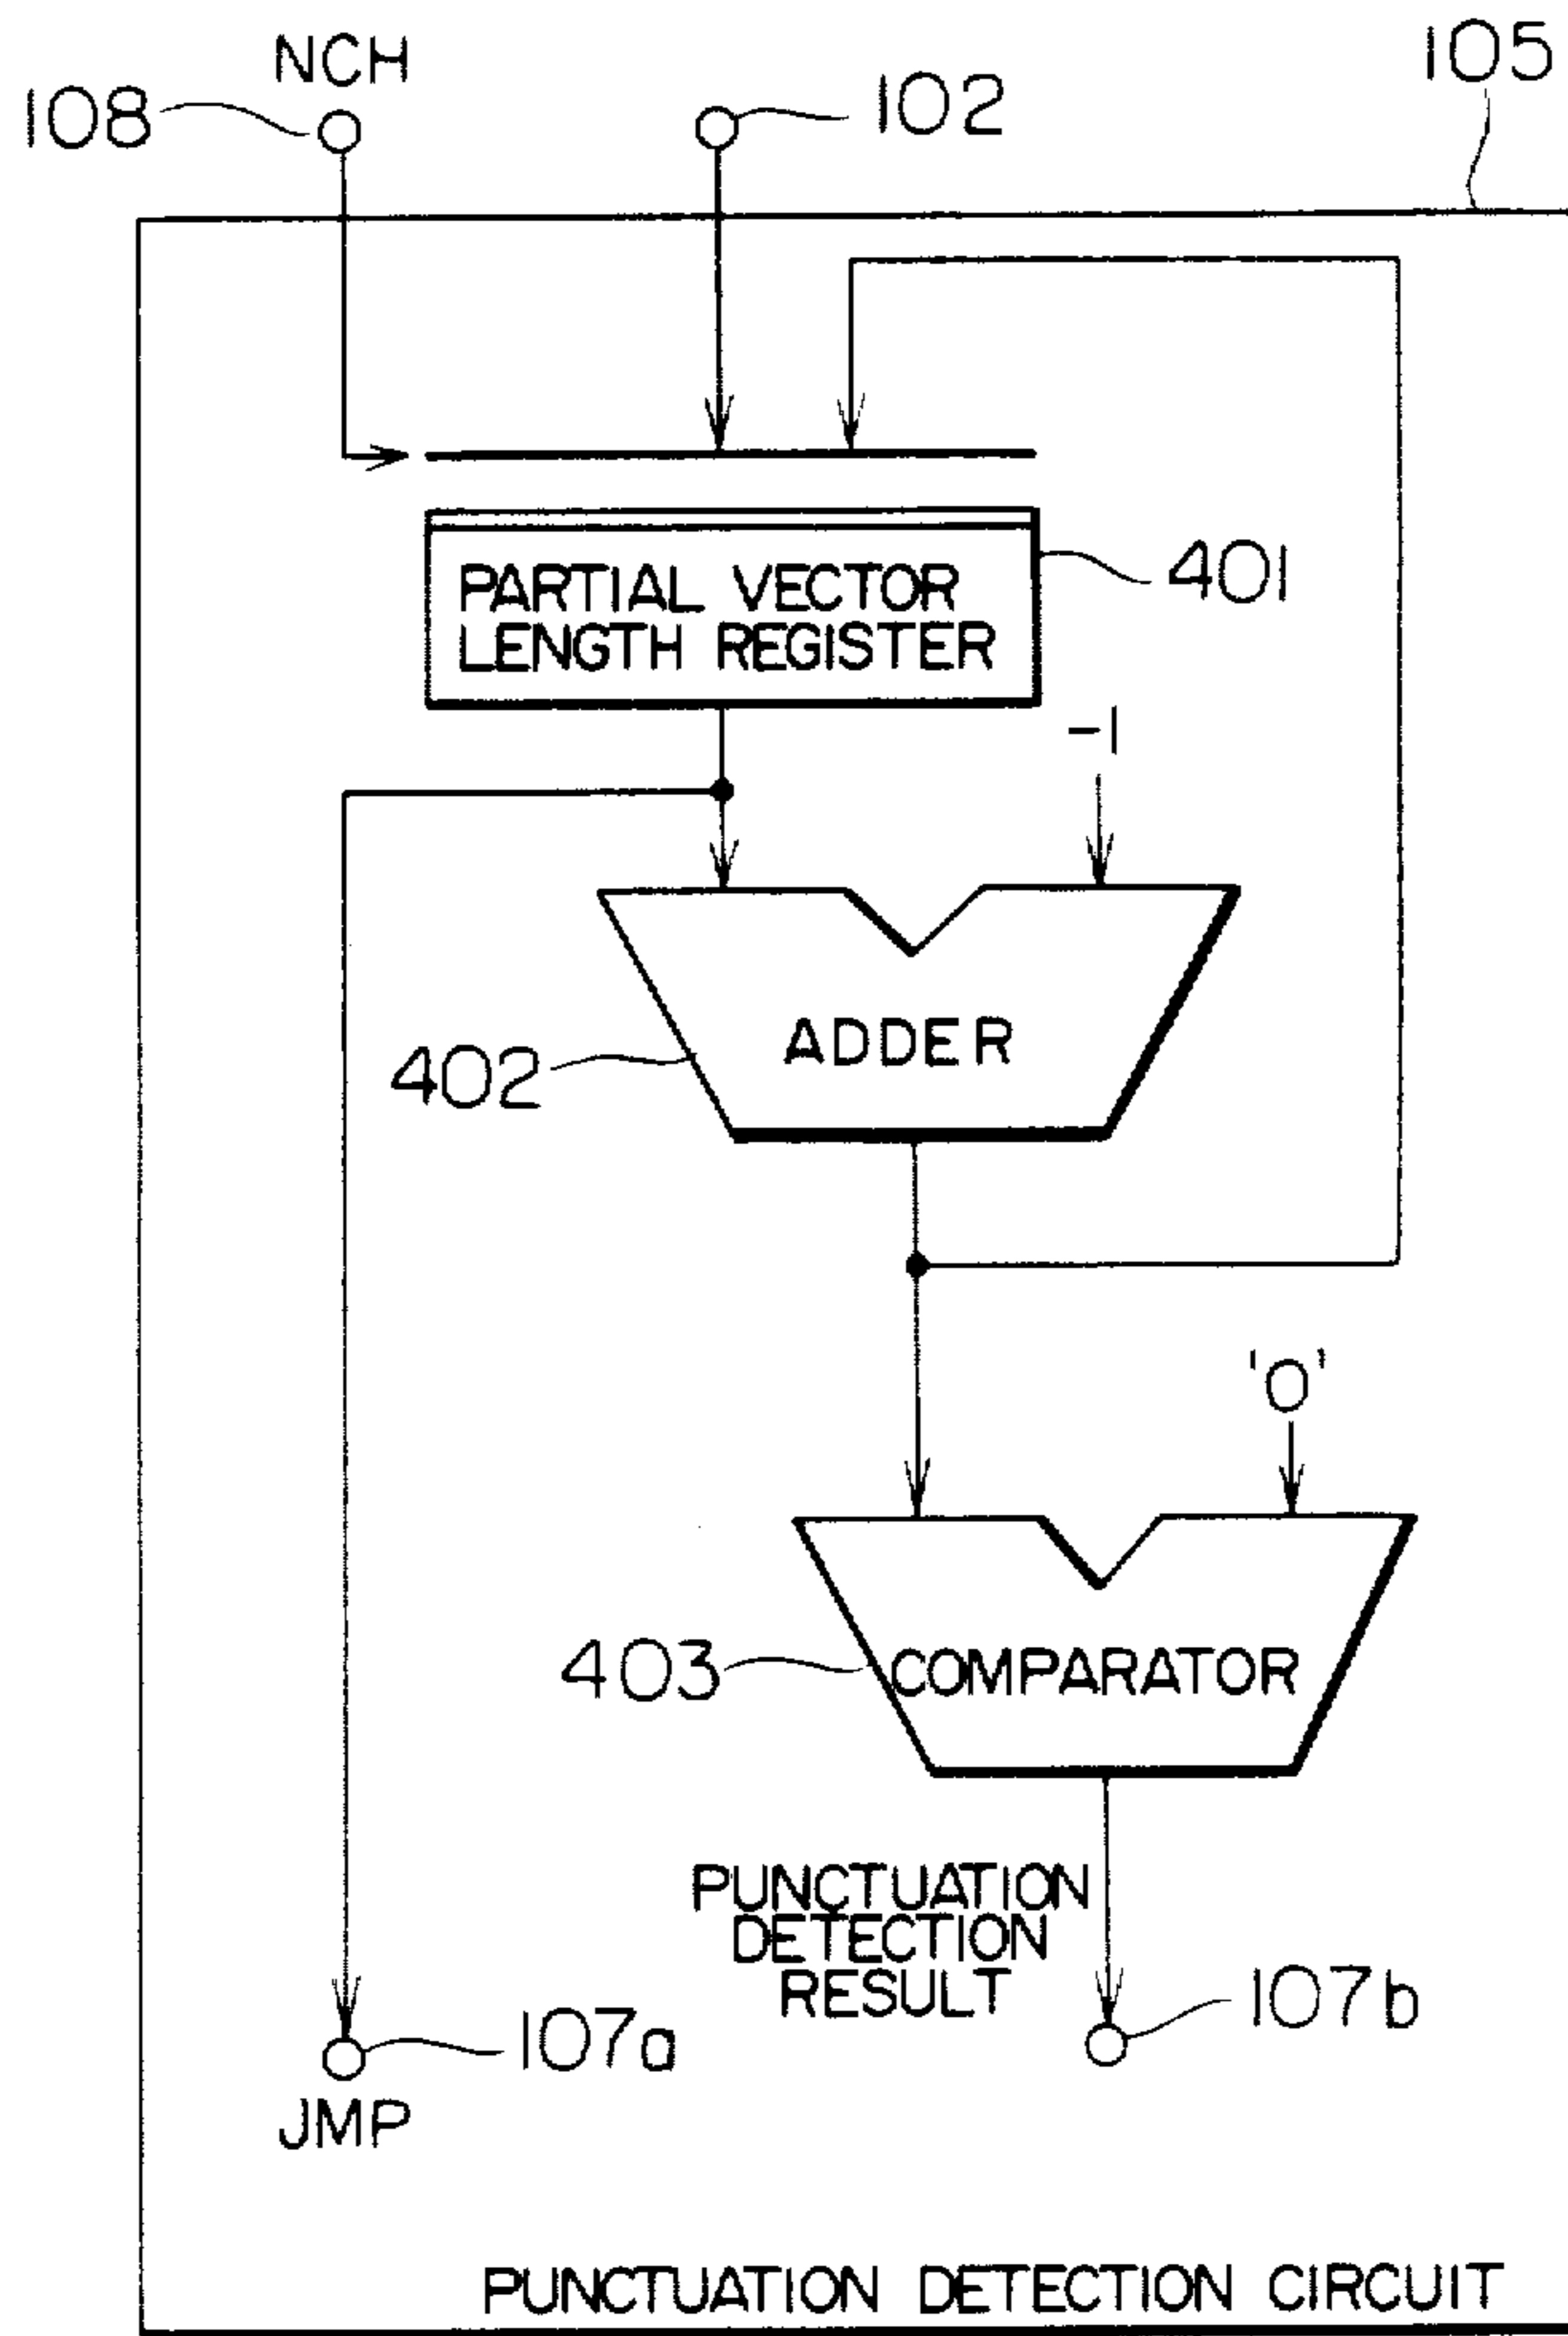 NCH
108
102
105
PARTIAL VECTOR
LENGTH REGISTER
401
-1
ADDER
402
'0'
403
COMPARATOR
PUNCTUATION
DETECTION
RESULT
107b
107a
JMP
PUNCTUATION DETECTION CIRCUIT